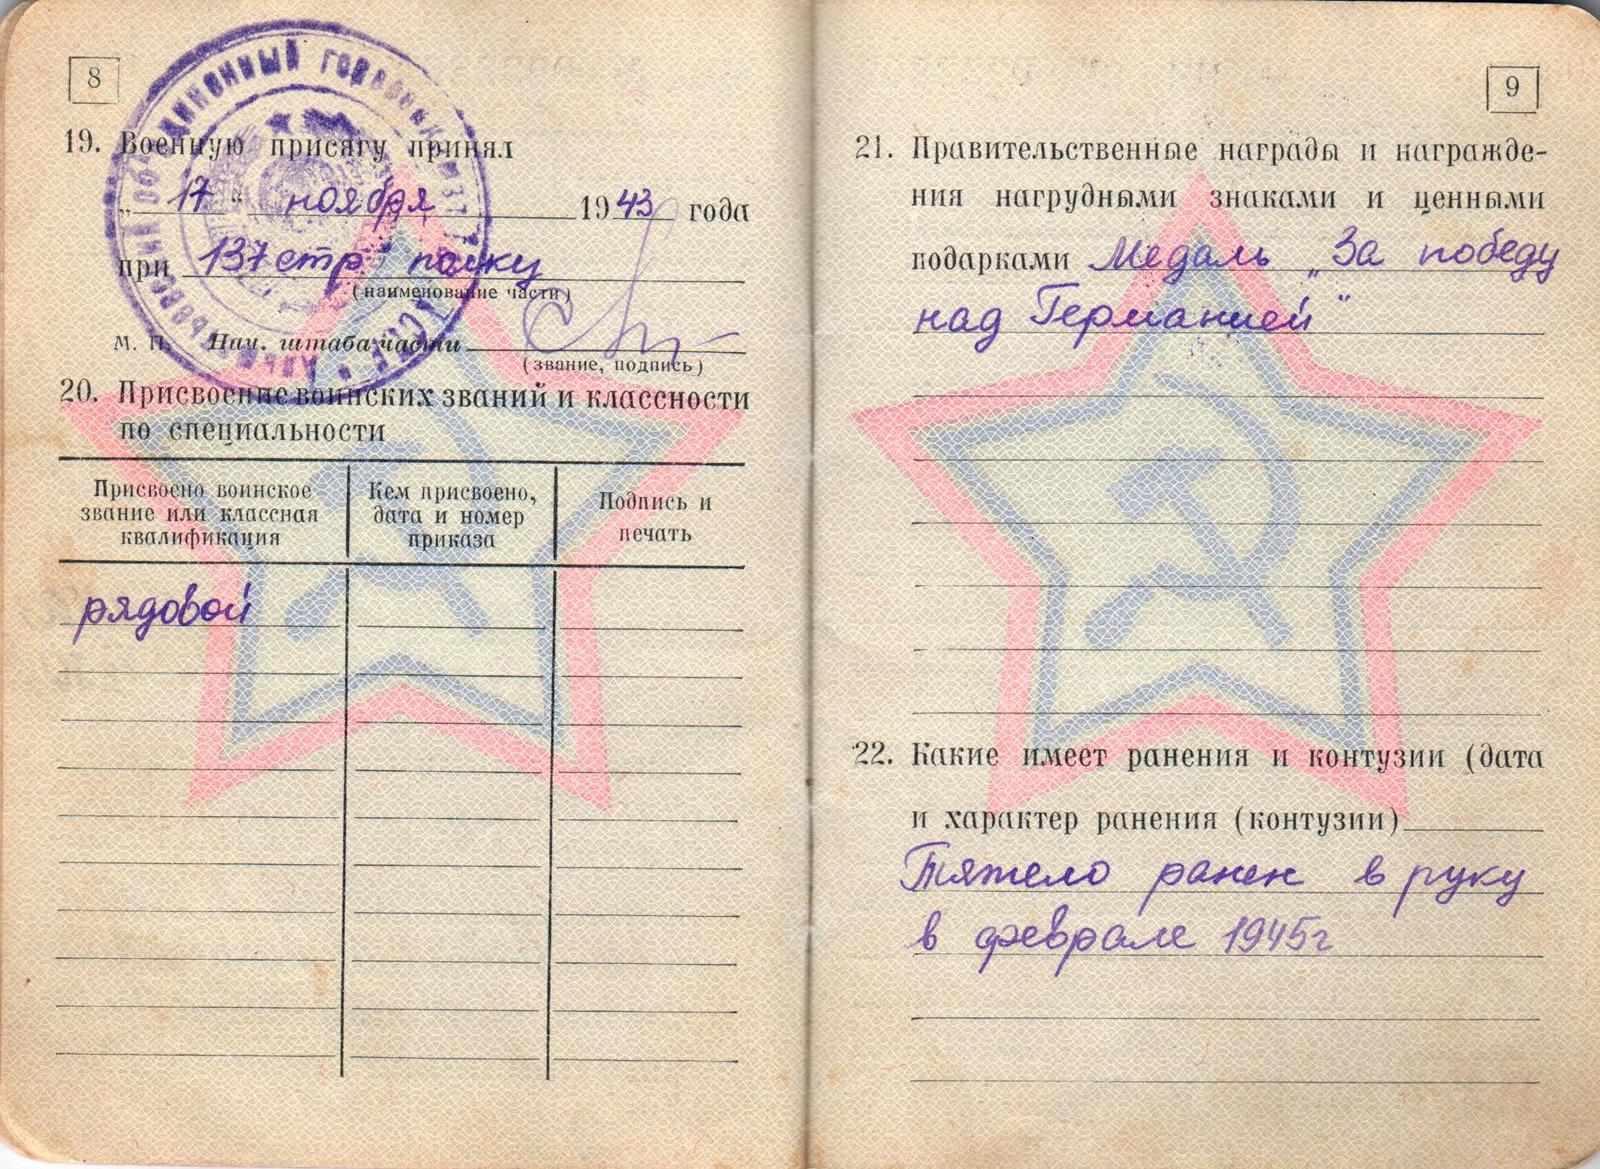 8
19. Военную присягу принял
„ 17 “ ноября 1943 года
при 137 стр полку
(наименование части)
М. П. Нач. штаба части
(звание, подпись)
20. Присвоение воинских званий и классности
по специальности
Присвоено воинское
звание или классная
квалификация
Кем присвоено,
дата и номер
приказа
Подпись и
печать
рядовой
9
21. Правительственные награды и награжде-
ния нагрудными знаками и ценными
подарками Медаль „За победу
над Германией"
22. Какие имеет ранения и контузии (дата
и характер ранения (контузии)
Тяжело ранен в руку
в феврале 1945г